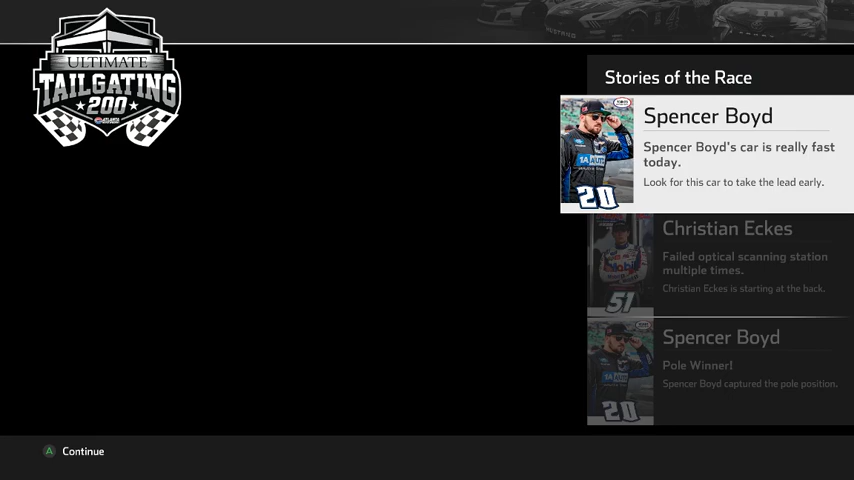 ULTIMATE
TAILGATING
200
Stories of the Race
Spencer Boyd
Spencer Boyd's car is really fast
today.
Look for this car to take the lead early.
20
Christian Eckes
Failed optical scanning station
multiple times.
Christian Eckes is starting at the back.
51
Spencer Boyd
Pole Winner!
Spencer Boyd captured the pole position.
20
A Continue